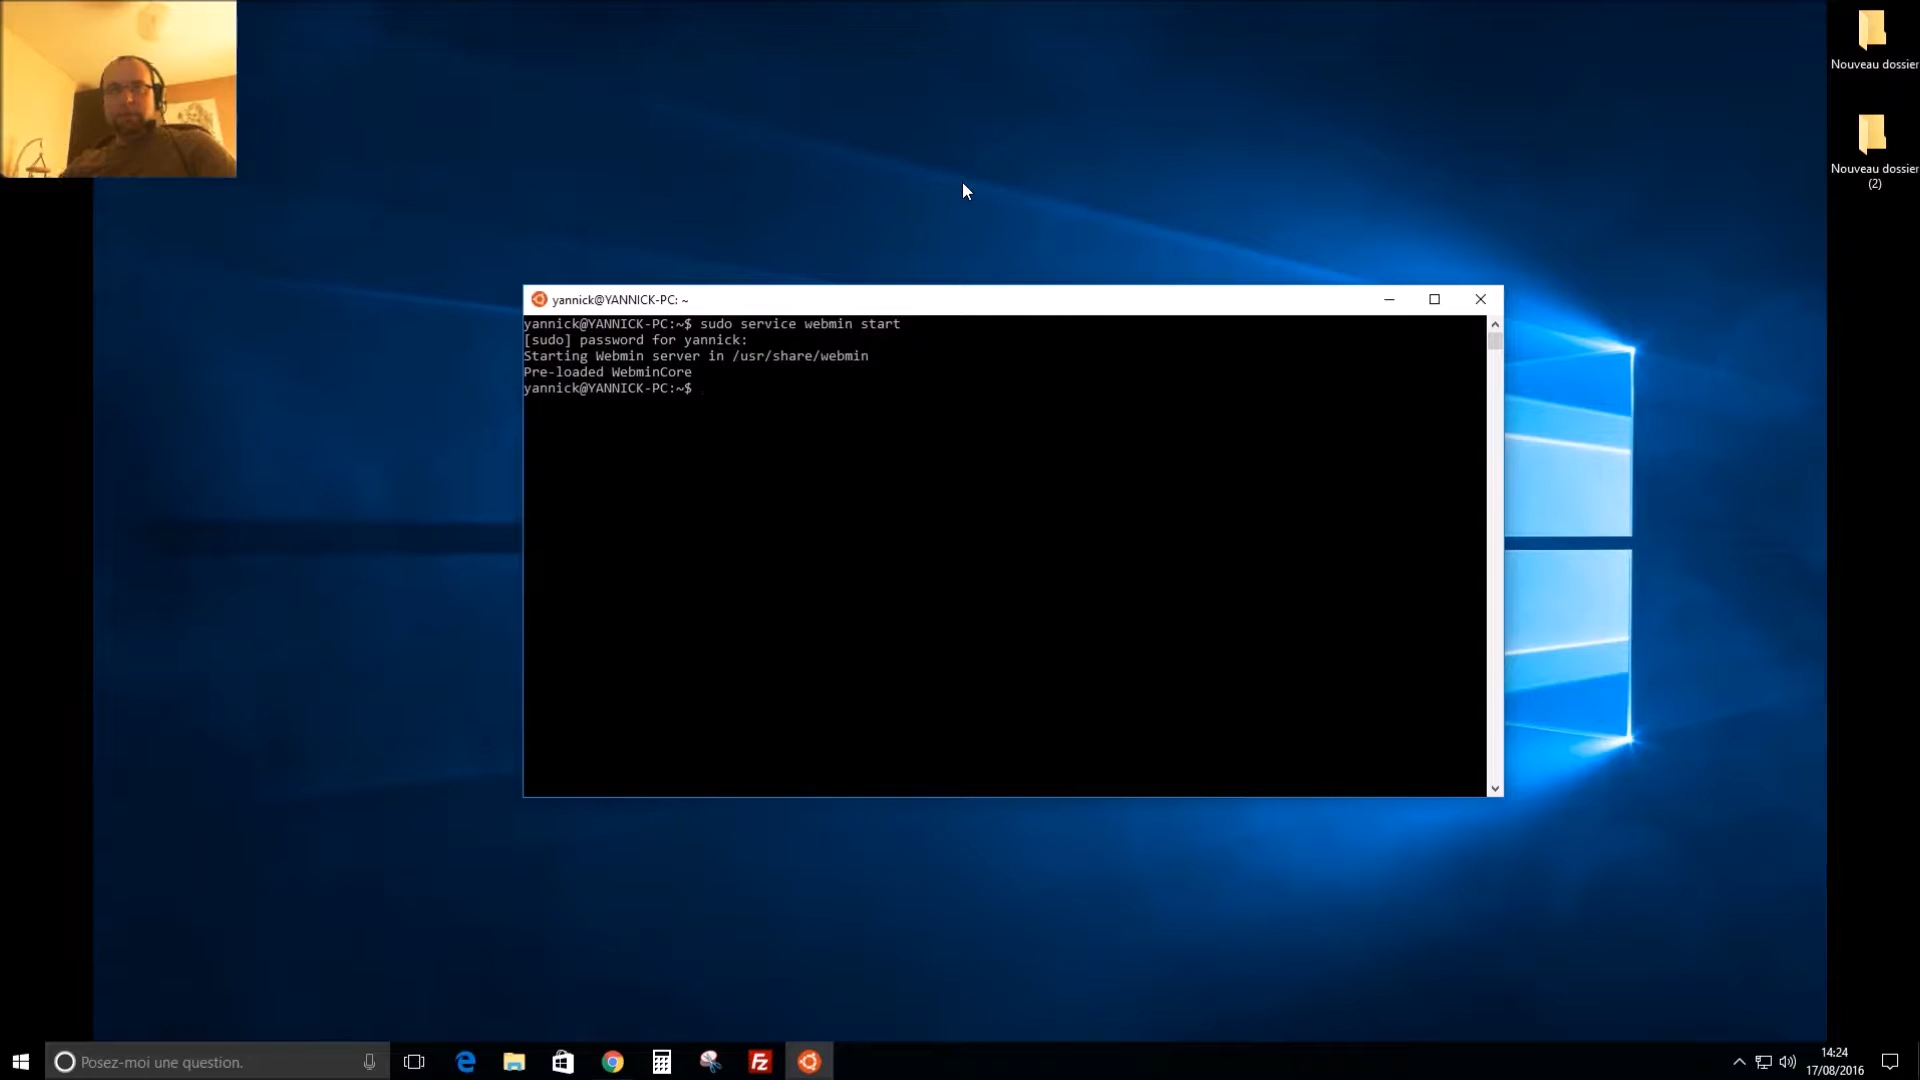 Nouveau dossier
Nouveau dossier
(2)
yannick@YANNICK-PC: ~
yannick@YANNICK-PC:~$ sudo service webmin start
[sudo] password for yannick:
Starting Webmin server in /usr/share/webmin
Pre-loaded WebminCore
yannick@YANNICK-PC:~$
Posez-moi une question.
Fz
14:24
17/08/2016